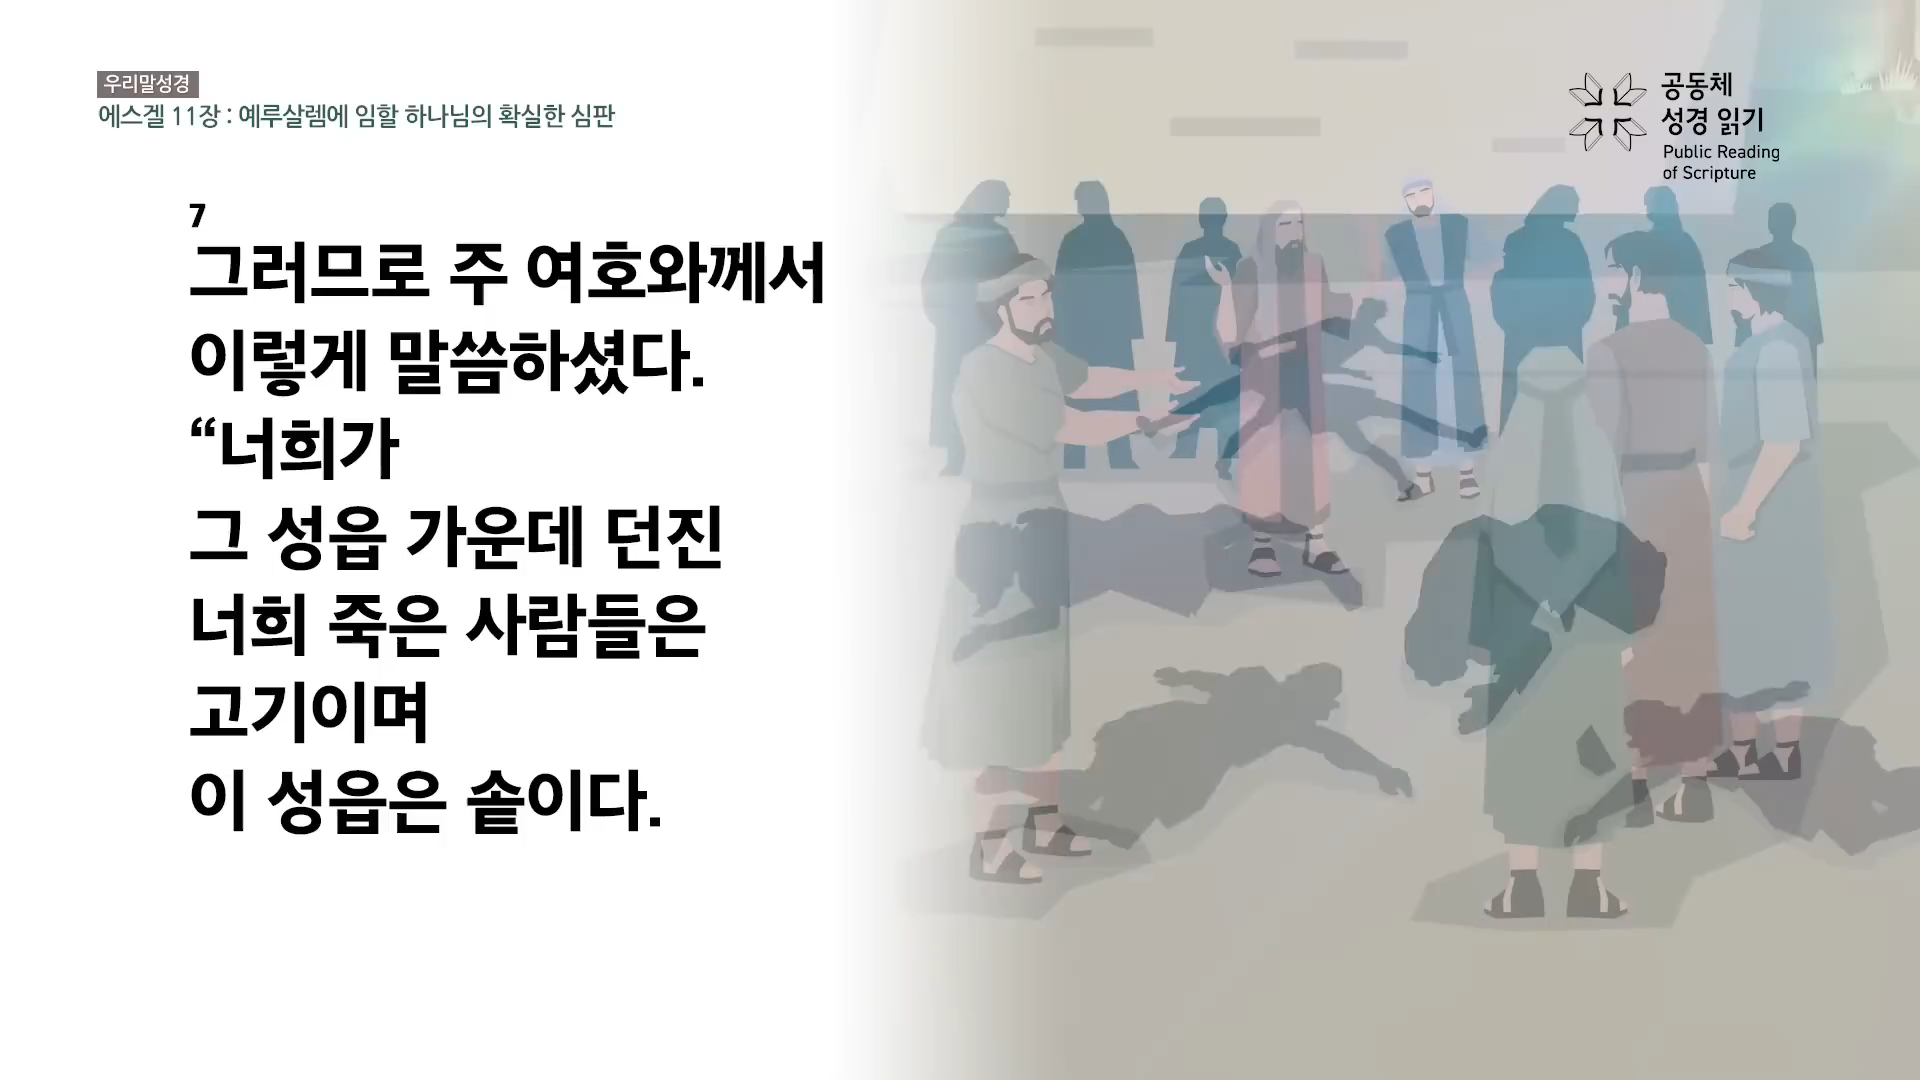 우리말성경
에스겔 11장 : 예루살렘에 임할 하나님의 확실한 심판
공동체
성경 읽기
Public Reading
of Scripture
7
그러므로 주 여호와께서
이렇게 말씀하셨다.
“너희가
그 성읍 가운데 던진
너희 죽은 사람들은
고기이며
이 성읍은 솥이다.